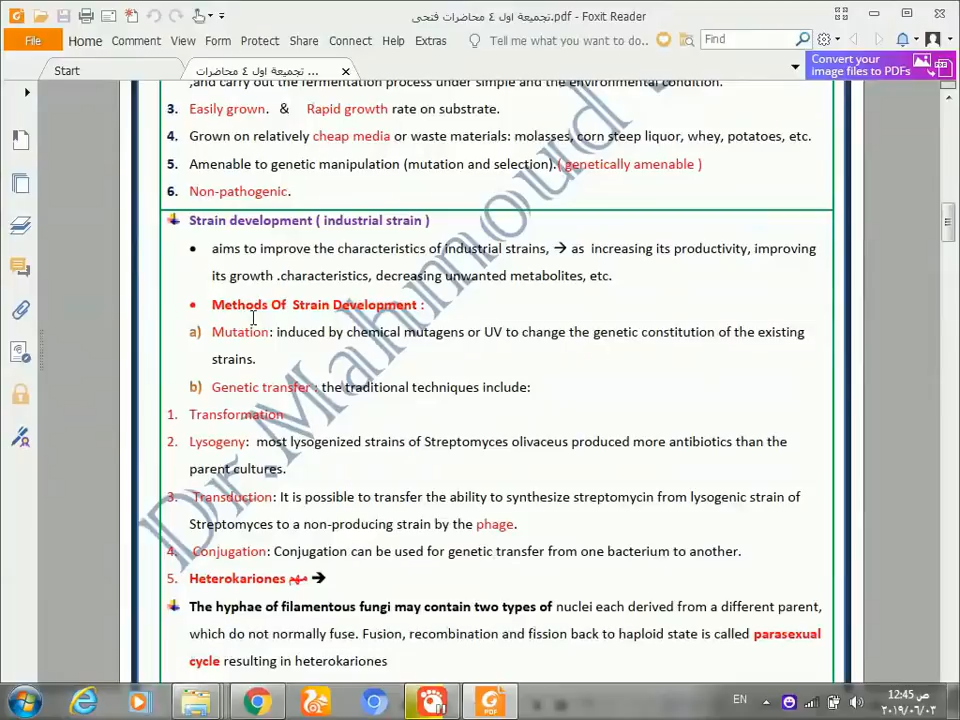 تجميعة اول ٤ محاضرات فتحى.pdf - Foxit Reader
File Home Comment View Form Protect Share Connect Help Extras Tell me what you want to do.. Find
Start
تجميعة اول ٤ محاضرات ...
Convert your
image files to PDFs
,and carry out the fermentation process under simple and the environmental condition.
3. Easily grown. & Rapid growth rate on substrate.
4. Grown on relatively cheap media or waste materials: molasses, corn steep liquor, whey, potatoes, etc.
5. Amenable to genetic manipulation (mutation and selection).( genetically amenable )
6. Non-pathogenic.
Strain development ( industrial strain )
• aims to improve the characteristics of industrial strains, → as increasing its productivity, improving
its growth .characteristics, decreasing unwanted metabolites, etc.
• Methods Of Strain Development :
a) Mutation: induced by chemical mutagens or UV to change the genetic constitution of the existing
strains.
b) Genetic transfer : the traditional techniques include:
1. Transformation
2. Lysogeny: most lysogenized strains of Streptomyces olivaceus produced more antibiotics than the
parent cultures.
3. Transduction: It is possible to transfer the ability to synthesize streptomycin from lysogenic strain of
Streptomyces to a non-producing strain by the phage.
4. Conjugation: Conjugation can be used for genetic transfer from one bacterium to another.
5. Heterokariones مهم →
The hyphae of filamentous fungi may contain two types of nuclei each derived from a different parent,
which do not normally fuse. Fusion, recombination and fission back to haploid state is called parasexual
cycle resulting in heterokariones
Dr. Mahmoud
EN
12:45 ص
٢٠١٩/٠٦/٠٣